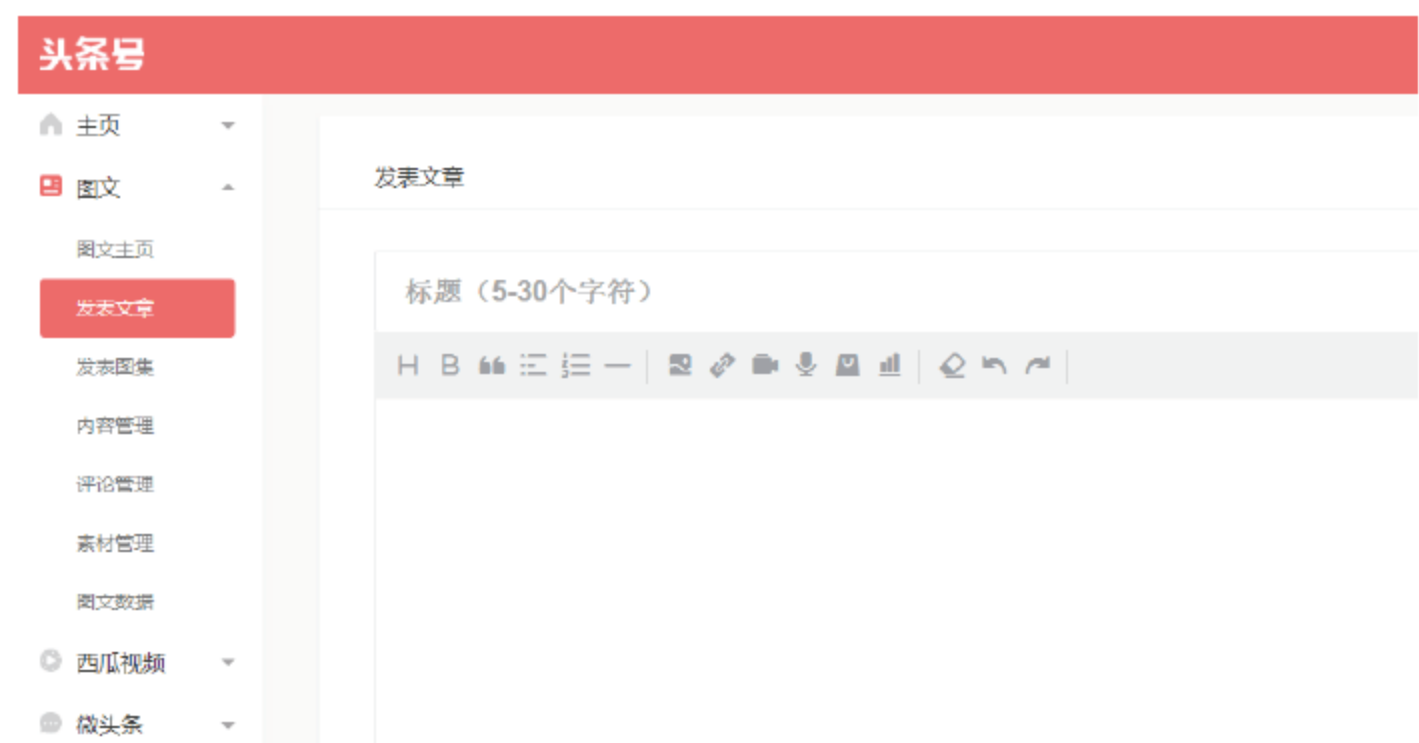 头条号
主页
图文
图文主页
发表文章
发表图集
内容管理
评论管理
素材管理
图文数据
西瓜视频
微头条
发表文章
标题（5-30个字符）
H B